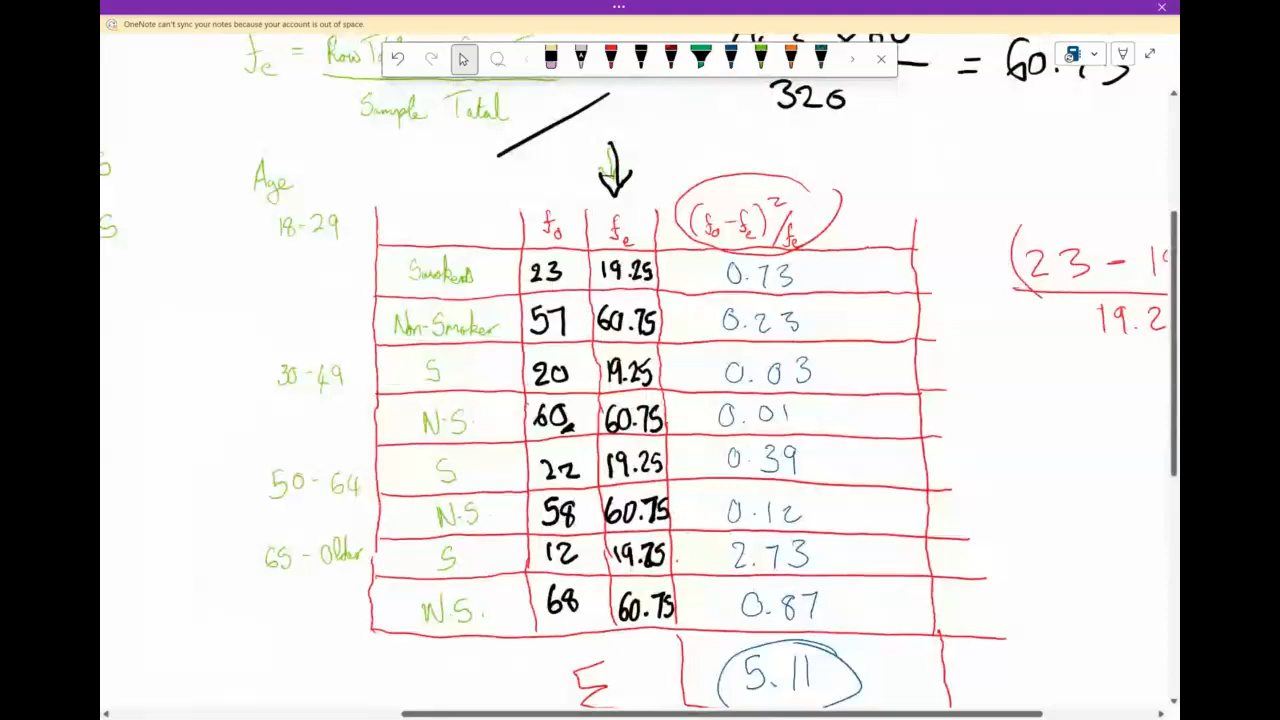 OneNote can't sync your notes because your account is out of space.
fe = Row
Sample Total
320
= 60.75
Age
18-29
fo fe (fo - fe)²/fe
Smokers 23 19.25 0.73
Non-Smoker 57 60.75 0.23
30-49 S 20 19.25 0.03
N.S. 60 60.75 0.01
50-64 S 22 19.25 0.39
N.S 58 60.75 0.12
65-Older S 12 19.25 2.73
N.S. 68 60.75 0.87
Σ 5.11
(23 - 19
19.2